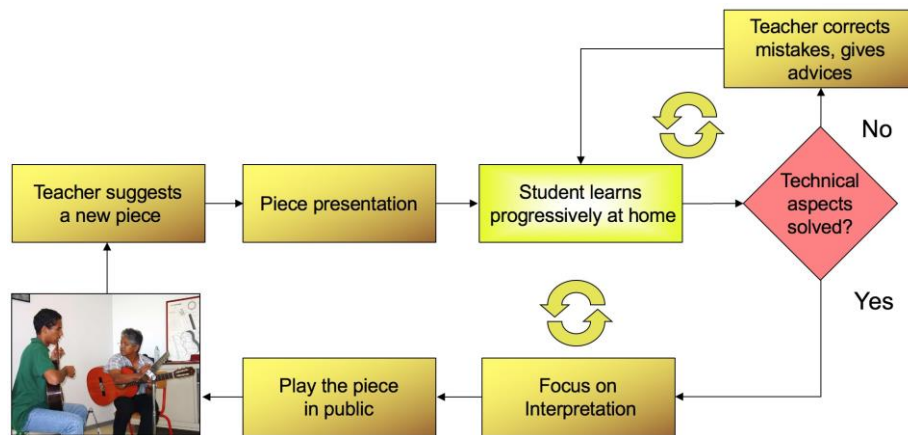 Teacher corrects
mistakes, gives
advices
No
Teacher suggests
a new piece
Piece presentation
Student learns
progressively at home
Technical
aspects
solved?
Yes
Play the piece
in public
Focus on
Interpretation